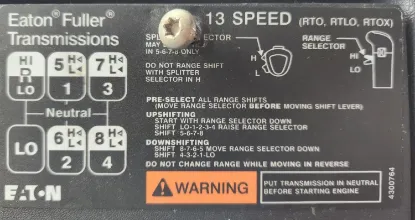 Eaton® Fuller®
Transmissions
13 SPEED (RTO, RTLO, RTOX)
SPL
MAY B
IN 5-6-7-8 ONLY
DO NOT RANGE SHIFT
WITH SPLITTER
SELECTOR IN H
H
L
RANGE
SELECTOR
HI
LO
HI
R
LO
5 H L
1
7 H L
3
Neutral
LO
6 H L
2
8 H L
4
PRE-SELECT ALL RANGE SHIFTS
(MOVE RANGE SELECTOR BEFORE MOVING SHIFT LEVER)
UPSHIFTING
START WITH RANGE SELECTOR DOWN
SHIFT LO-1-2-3-4 RAISE RANGE SELECTOR
SHIFT 5-6-7-8
DOWNSHIFTING
SHIFT 8-7-6-5 MOVE RANGE SELECTOR DOWN
SHIFT 4-3-2-1-LO
DO NOT CHANGE RANGE WHILE MOVING IN REVERSE
EATON
WARNING
PUT TRANSMISSION IN NEUTRAL
BEFORE STARTING ENGINE
4300764